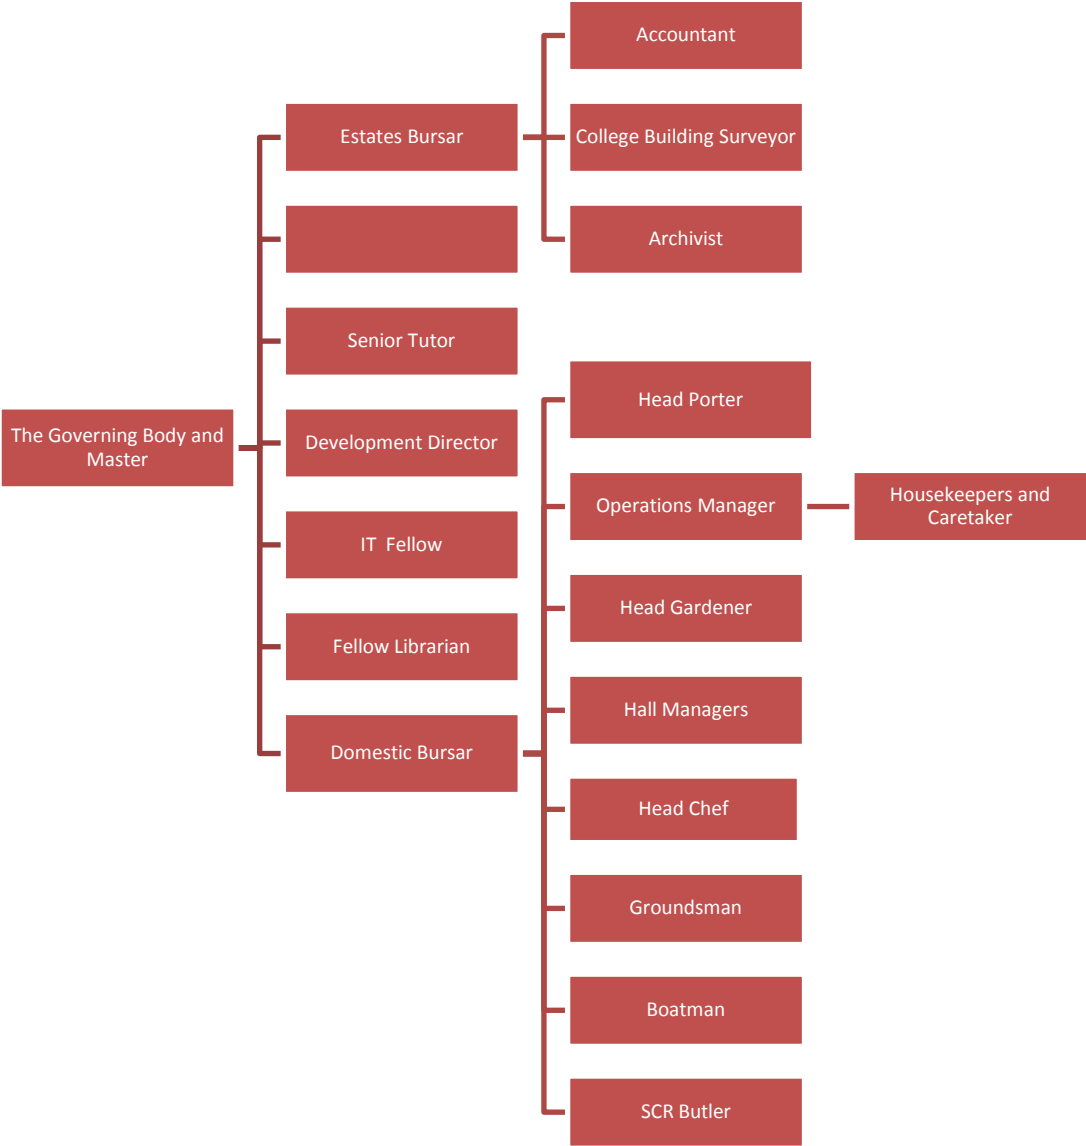 Accountant
Estates Bursar
College Building Surveyor
Archivist
Senior Tutor
Head Porter
The Governing Body and
Master
Development Director
Operations Manager
Housekeepers and
Caretaker
IT  Fellow
Head Gardener
Fellow Librarian
Hall Managers
Domestic Bursar
Head Chef
Groundsman
Boatman
SCR Butler